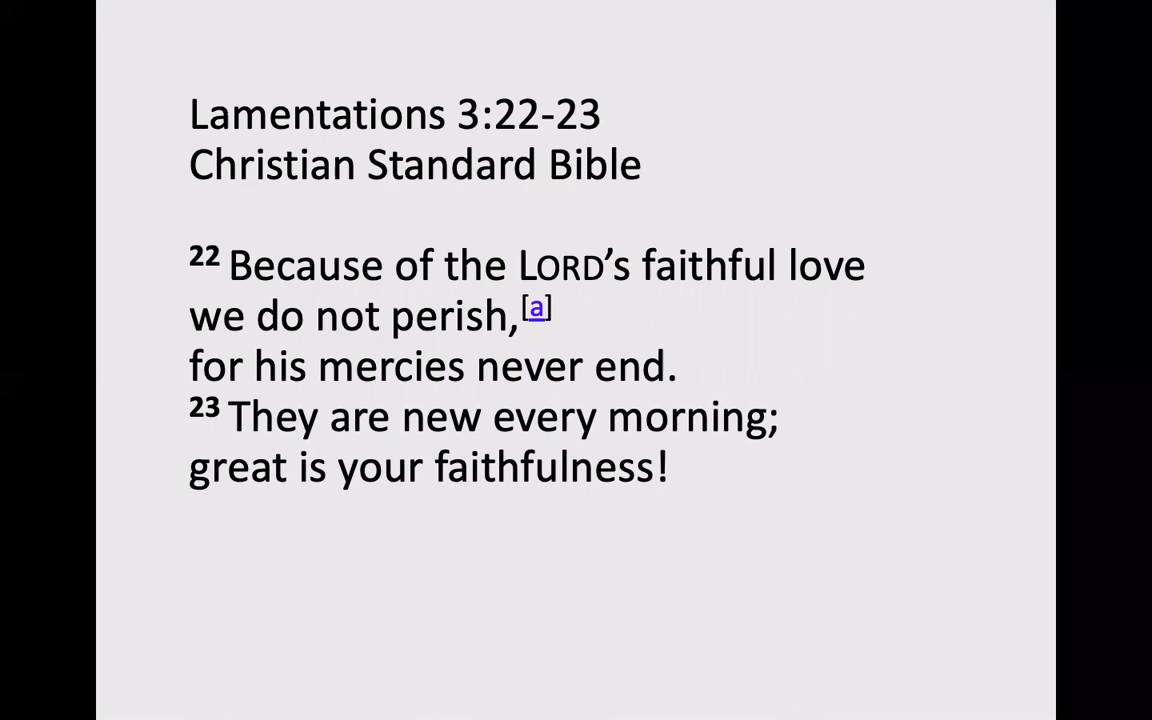 Lamentations 3:22-23
Christian Standard Bible
22 Because of the LORD’s faithful love
we do not perish,[a]
for his mercies never end.
23 They are new every morning;
great is your faithfulness!